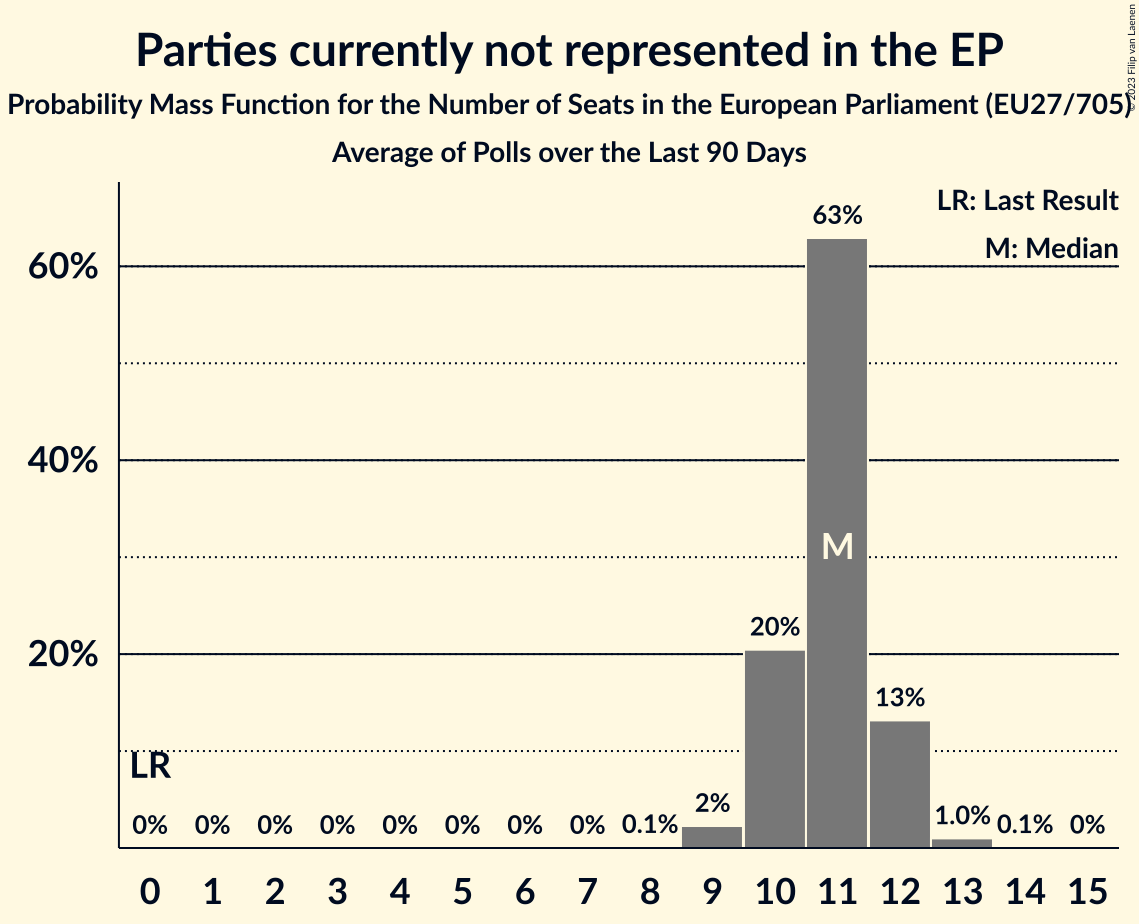 Parties currently not represented in the EP
Probability Mass Function for the Number of Seats in the European Parliament (EU27/705)
Average of Polls over the Last 90 Days
© 2023 Filip van Laenen
LR: Last Result
M: Median
63%
60%
40%
M
20%
20%
13%
LR
0% 0% 0% 0% 0% 0% 0% 0% 0.1% 2% 1.0% 0.1% 0%
0 1 2 3 4 5 6 7 8 9 10 11 12 13 14 15